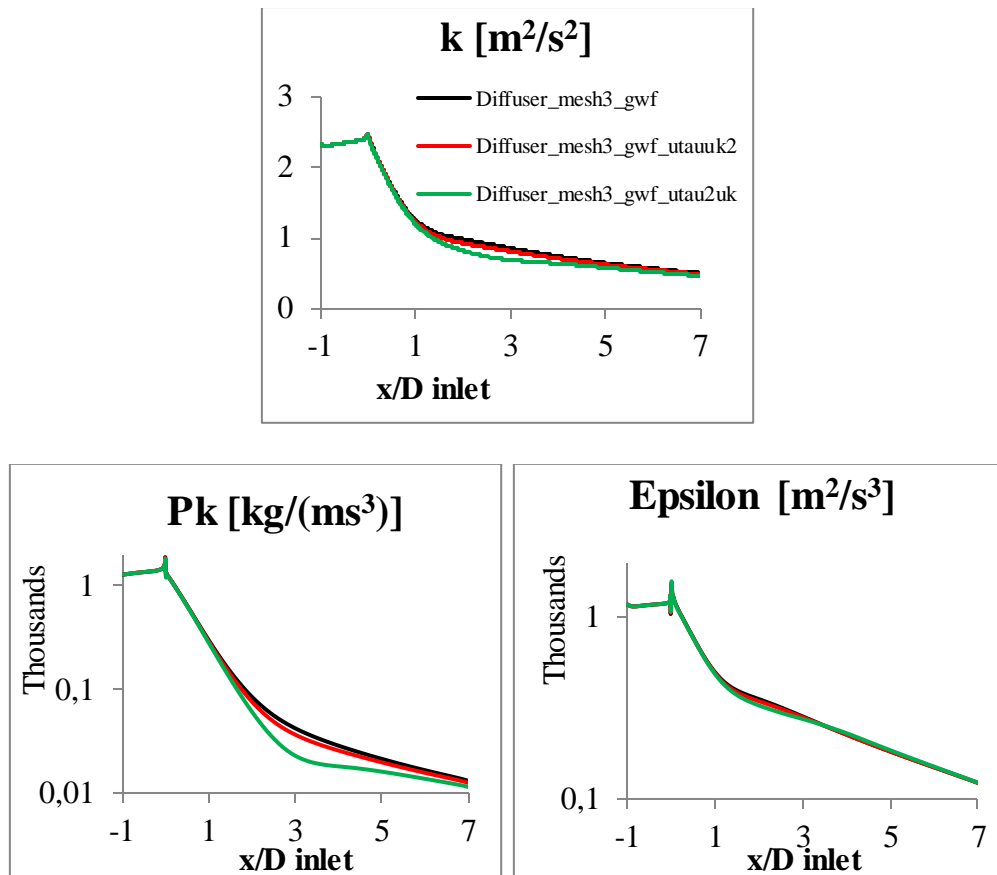 k [m²/s²]
3
2
1
0
Diffuser_mesh3_gwf
Diffuser_mesh3_gwf_utauuk2
Diffuser_mesh3_gwf_utau2uk
-1 1 3 5 7
x/D inlet
Pk [kg/(ms³)]
Thousands
1
0,1
0,01
-1 1 3 5 7
x/D inlet
Epsilon [m²/s³]
Thousands
1
0,1
-1 1 3 5 7
x/D inlet